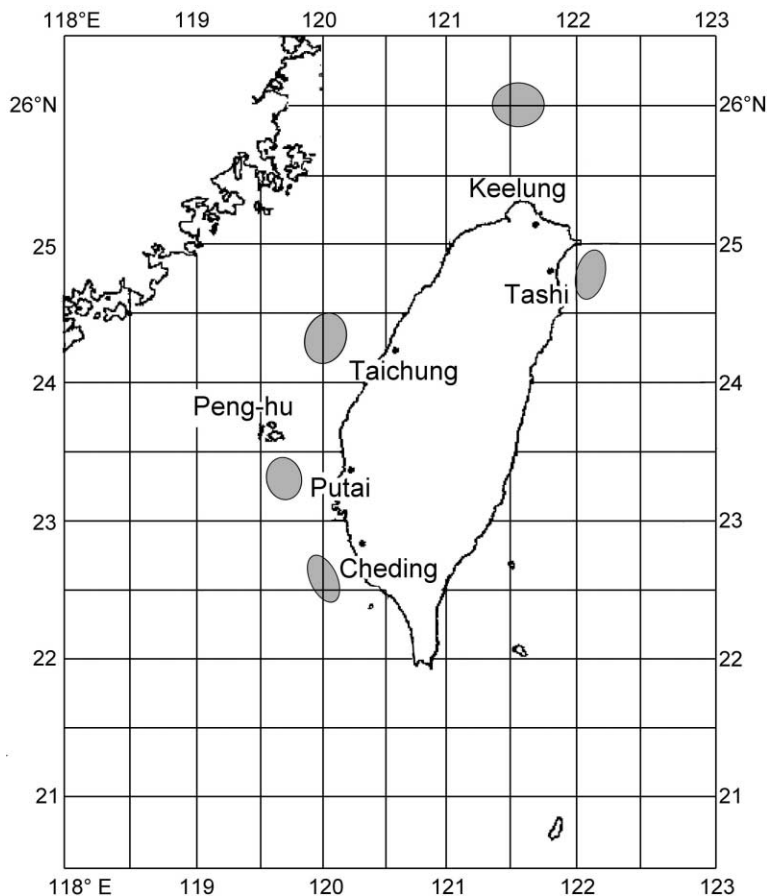 118° E 119 120 121 122 123
26°N 26°N
Keelung
25 25
Tashi
24 Taichung 24
Peng-hu
Putai
23 23
Cheding
22 22
21 21
118° E 119 120 121 122 123